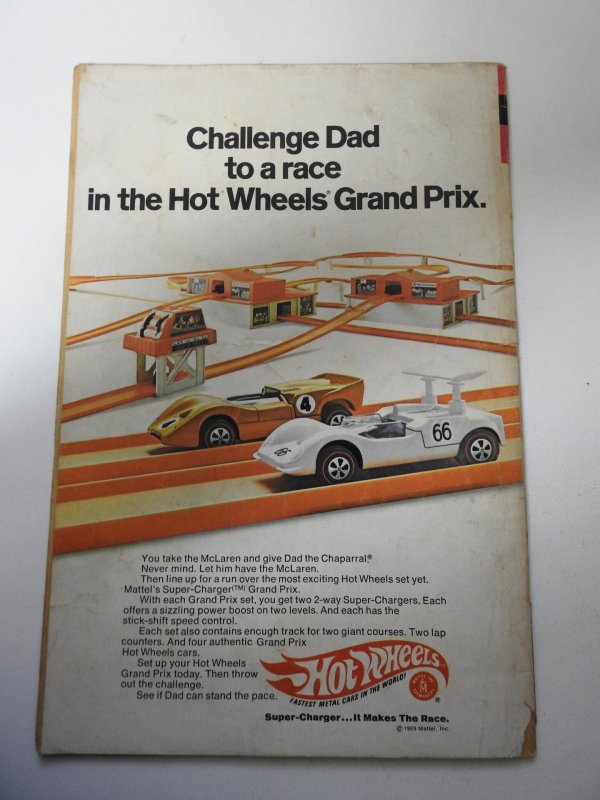 Challenge Dad
to a race
in the Hot Wheels® Grand Prix.
4
66
You take the McLaren and give Dad the Chaparral.®
Never mind. Let him have the McLaren.
Then line up for a run over the most exciting Hot Wheels set yet.
Mattel's Super-Charger(TM) Grand Prix.
With each Grand Prix set, you get two 2-way Super-Chargers. Each
offers a sizzling power boost on two levels. And each has the
stick-shift speed control.
Each set also contains enough track for two giant courses. Two lap
counters. And four authentic Grand Prix
Hot Wheels cars.
Set up your Hot Wheels
Grand Prix today. Then throw
out the challenge.
See if Dad can stand the pace.
HOT WHEELS
FASTEST METAL CARS IN THE WORLD!
®
Super-Charger...It Makes The Race.
© 1969 Mattel, Inc.